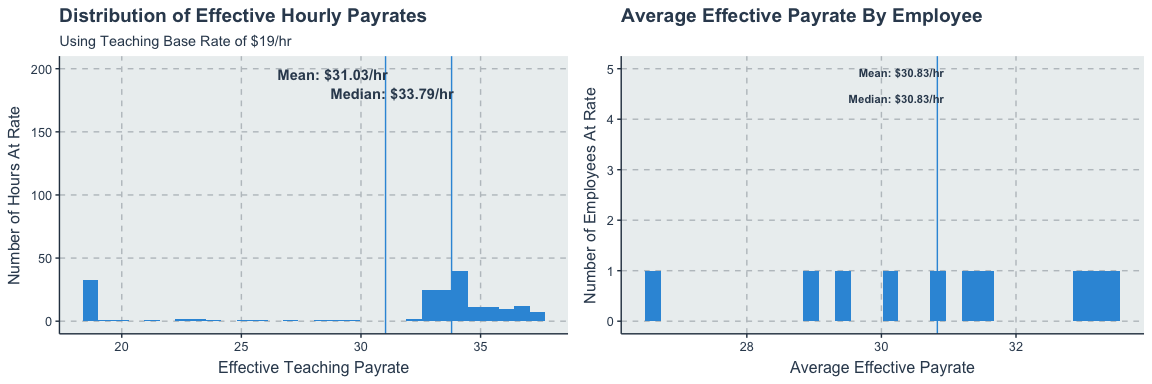 Distribution of Effective Hourly Payrates
Using Teaching Base Rate of $19/hr
Mean: $31.03/hr
Median: $33.79/hr
200
150
100
50
0
Number of Hours At Rate
20
25
30
35
Effective Teaching Payrate
Average Effective Payrate By Employee
Mean: $30.83/hr
Median: $30.83/hr
5
4
3
2
1
0
Number of Employees At Rate
28
30
32
Average Effective Payrate